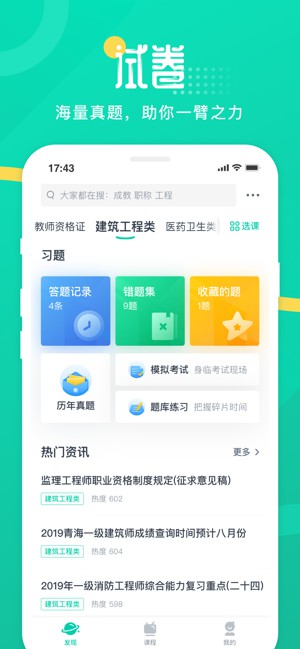 试卷
海量真题，助你一臂之力
17:43
大家都在搜：成教 职称 工程
教师资格证 建筑工程类 医药卫生类 选课
习题
答题记录 错题集 收藏的题
4条 9题 1题
模拟考试 身临考试现场
历年真题
题库练习 把握碎片时间
热门资讯 更多
监理工程师职业资格制度规定(征求意见稿)
建筑工程类 热度 602
2019青海一级建筑师成绩查询时间预计八月份
建筑工程类 热度 604
2019年一级消防工程师综合能力复习重点(二十四)
建筑工程类 热度 598
发现 课程 我的